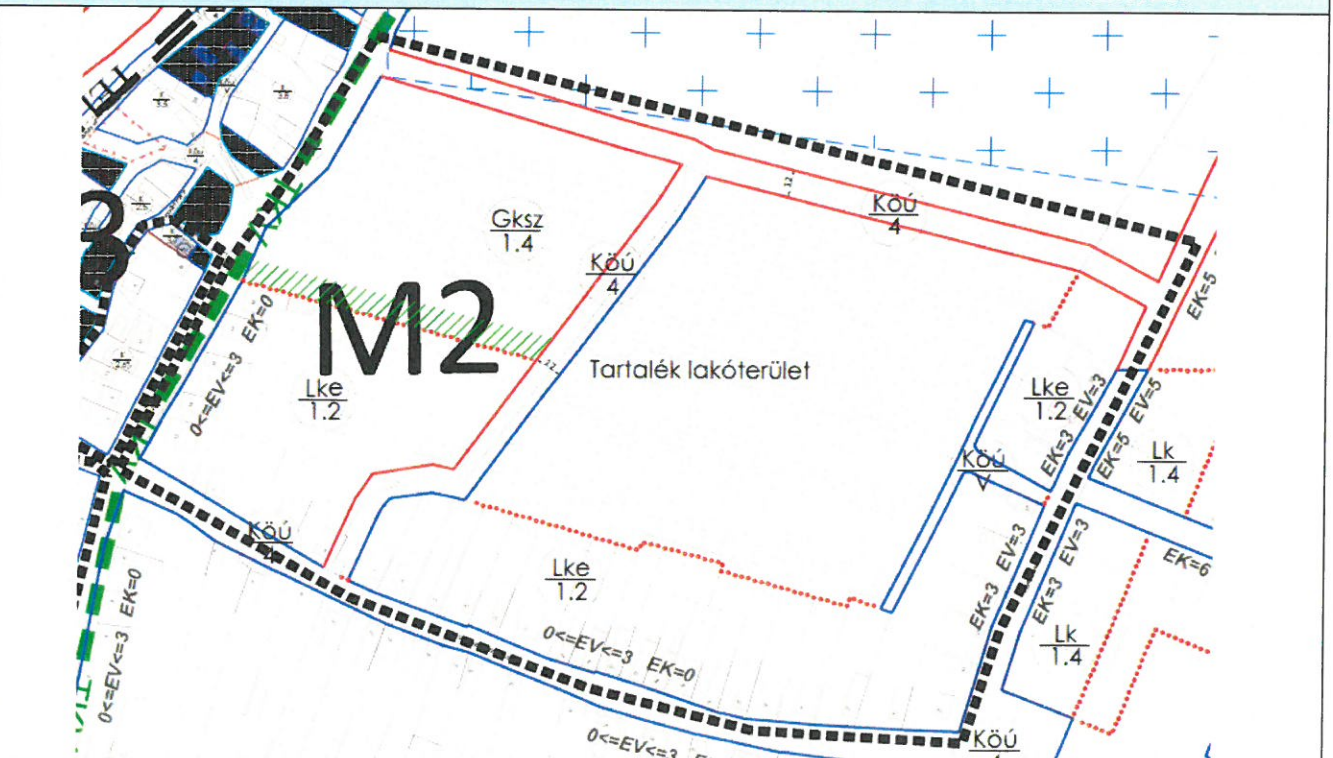 Gksz
1.4
Köú
4
Köú
4
EK=5
M2
0<=EV<=3 EK=0
Lke
1.2
12
12
Tartalék lakóterület
Lke
1.2
EK=3 EV=3
EK=5 EV=5
Lk
1.4
Köú
4
Köú
4
Lke
1.2
0<=EV<=3 EK=0
0<=EV<=3 EK=0
EK=3 EV=3
EK=3 EV=3
EK=6
Lk
1.4
0<=EV<=3
Köú